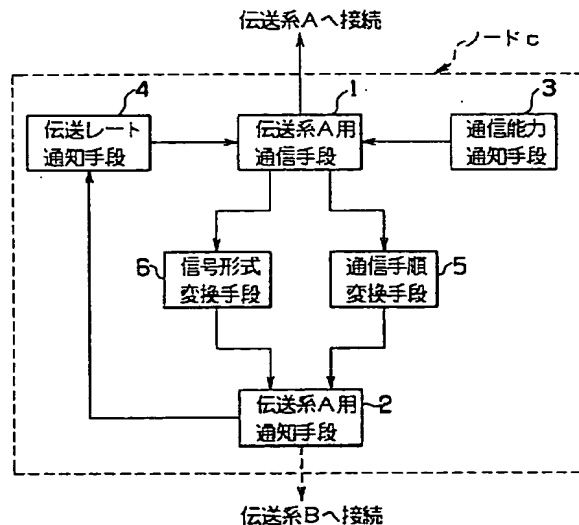 伝送系Aへ接続
ノードc
4
1
3
伝送レート
通知手段
伝送系A用
通信手段
通信能力
通知手段
6
信号形式
変換手段
通信手順
変換手段
5
伝送系A用
通知手段
2
伝送系Bへ接続